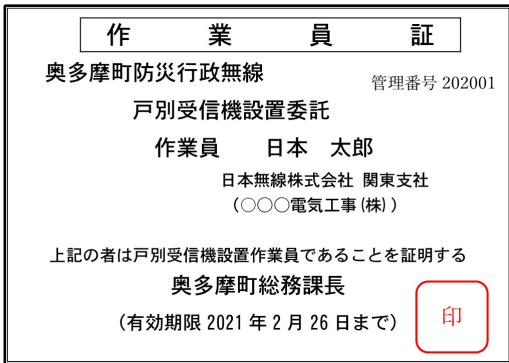 作業員証
奥多摩町防災行政無線
管理番号 202001
戸別受信機設置委託
作業員　日本　太郎
日本無線株式会社 関東支社
（○○○電気工事(株)）
上記の者は戸別受信機設置作業員であることを証明する
奥多摩町総務課長
（有効期限 2021 年 2 月 26 日まで）
印